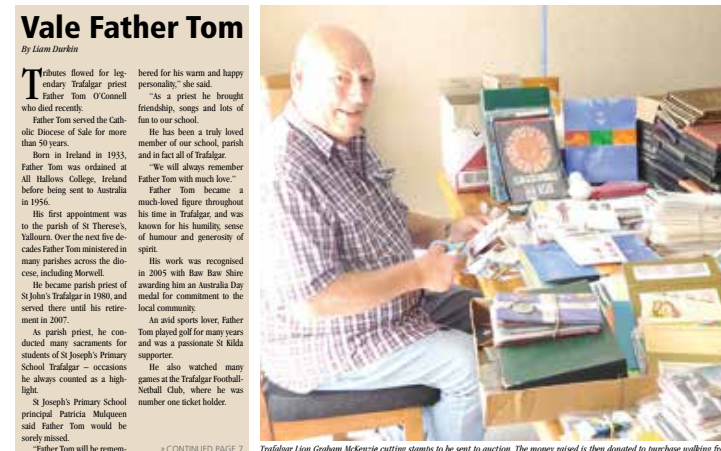 Vale Father Tom
By Liam Durkin
Tributes flowed for leg-
endary Trafalgar priest
Father Tom O'Connell
who died recently.
Father Tom served the Cath-
olic Diocese of Sale for more
than 50 years.
Born in Ireland in 1933,
Father Tom was ordained at
All Hallows College, Ireland
before being sent to Australia
in 1956.
His first appointment was
to the parish of St Therese's,
Yallourn. Over the next five de-
cades Father Tom ministered in
many parishes across the dio-
cese, including Morwell.
He became parish priest of
St John's Trafalgar in 1980, and
served there until his retire-
ment in 2007.
As parish priest, he con-
ducted many sacraments for
students of St Joseph's Primary
School Trafalgar – occasions
he always counted as a high-
light.
St Joseph's Primary School
principal Patricia Mulqueen
said Father Tom would be
sorely missed.
"Father Tom will be remem-
bered for his warm and happy
personality," she said.
"As a priest he brought
friendship, songs and lots of
fun to our school.
He has been a truly loved
member of our school, parish
and in fact all of Trafalgar.
"We will always remember
Father Tom with much love."
Father Tom became a
much-loved figure throughout
his time in Trafalgar, and was
known for his humility, sense
of humour and generosity of
spirit.
His work was recognised
in 2005 with Baw Baw Shire
awarding him an Australia Day
medal for commitment to the
local community.
An avid sports lover, Father
Tom played golf for many years
and was a passionate St Kilda
supporter.
He also watched many
games at the Trafalgar Football-
Netball Club, where he was
number one ticket holder.
» CONTINUED PAGE 7
Trafalgar Lion Graham McKenzie cutting stamps to be sent to auction. The money raised is then donated to purchase walking fr